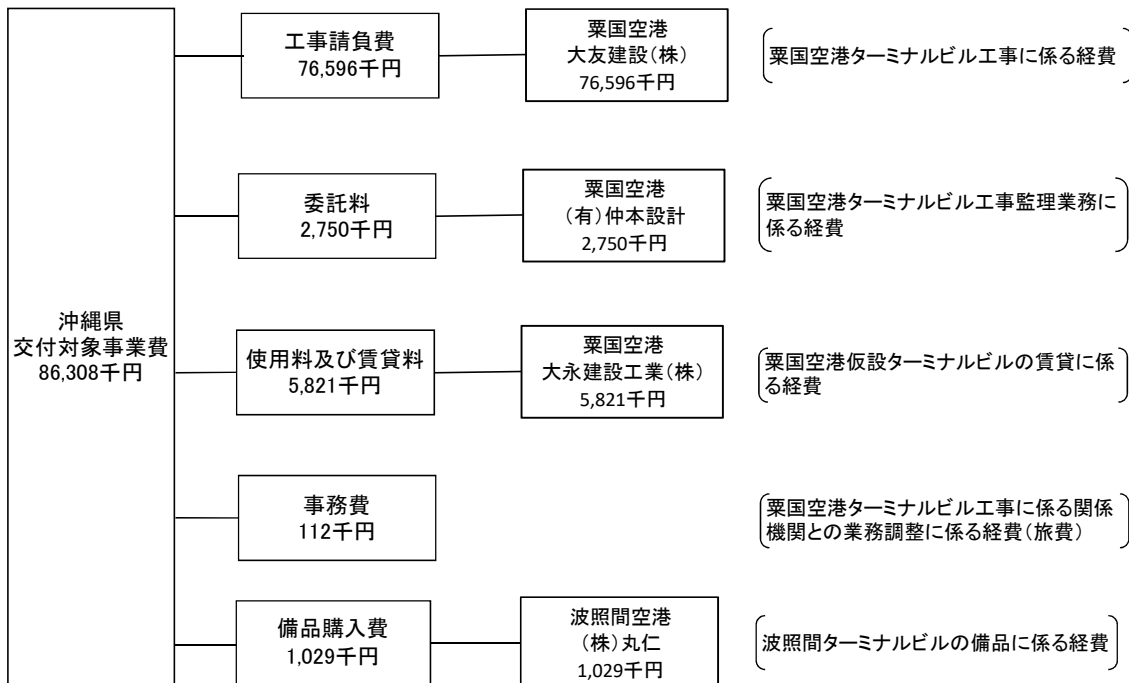 沖縄県
交付対象事業費
86,308千円
工事請負費
76,596千円
粟国空港
大友建設(株)
76,596千円
粟国空港ターミナルビル工事に係る経費
委託料
2,750千円
粟国空港
(有)仲本設計
2,750千円
粟国空港ターミナルビル工事監理業務に
係る経費
使用料及び賃貸料
5,821千円
粟国空港
大永建設工業(株)
5,821千円
粟国空港仮設ターミナルビルの賃貸に係
る経費
事務費
112千円
粟国空港ターミナルビル工事に係る関係
機関との業務調整に係る経費(旅費)
備品購入費
1,029千円
波照間空港
(株)丸仁
1,029千円
波照間ターミナルビルの備品に係る経費